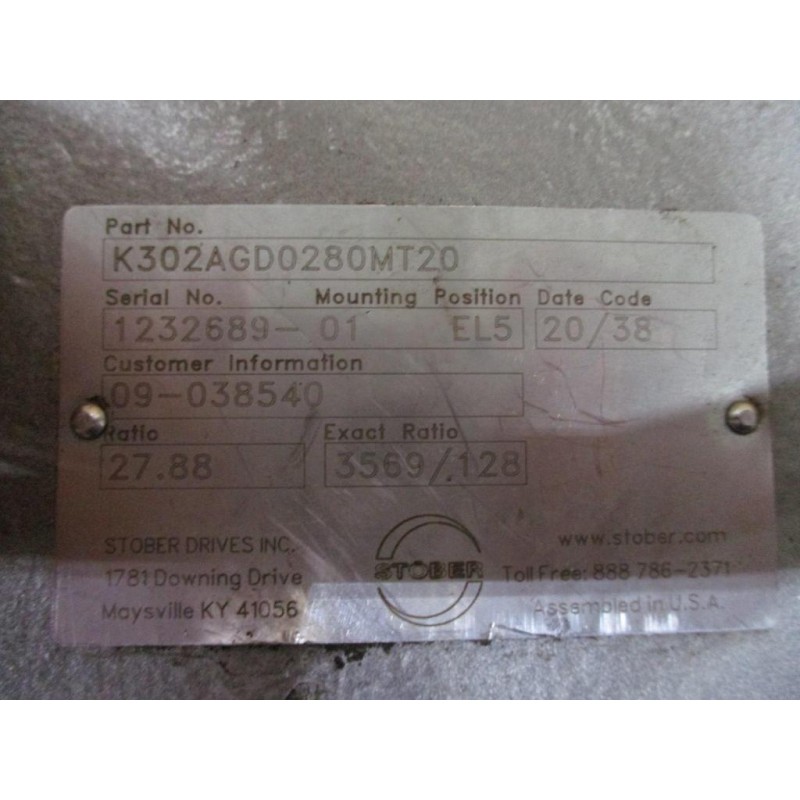 Part No.
K302AGD0280MT20
Serial No. Mounting Position Date Code
1232689-01 EL5 20/38
Customer Information
09-038540
Ratio Exact Ratio
27.88 3569/128
STOBER DRIVES INC.
1781 Downing Drive
Maysville KY 41056
STOBER
www.stober.com
Toll Free: 888 786-2371
Assembled in U.S.A.